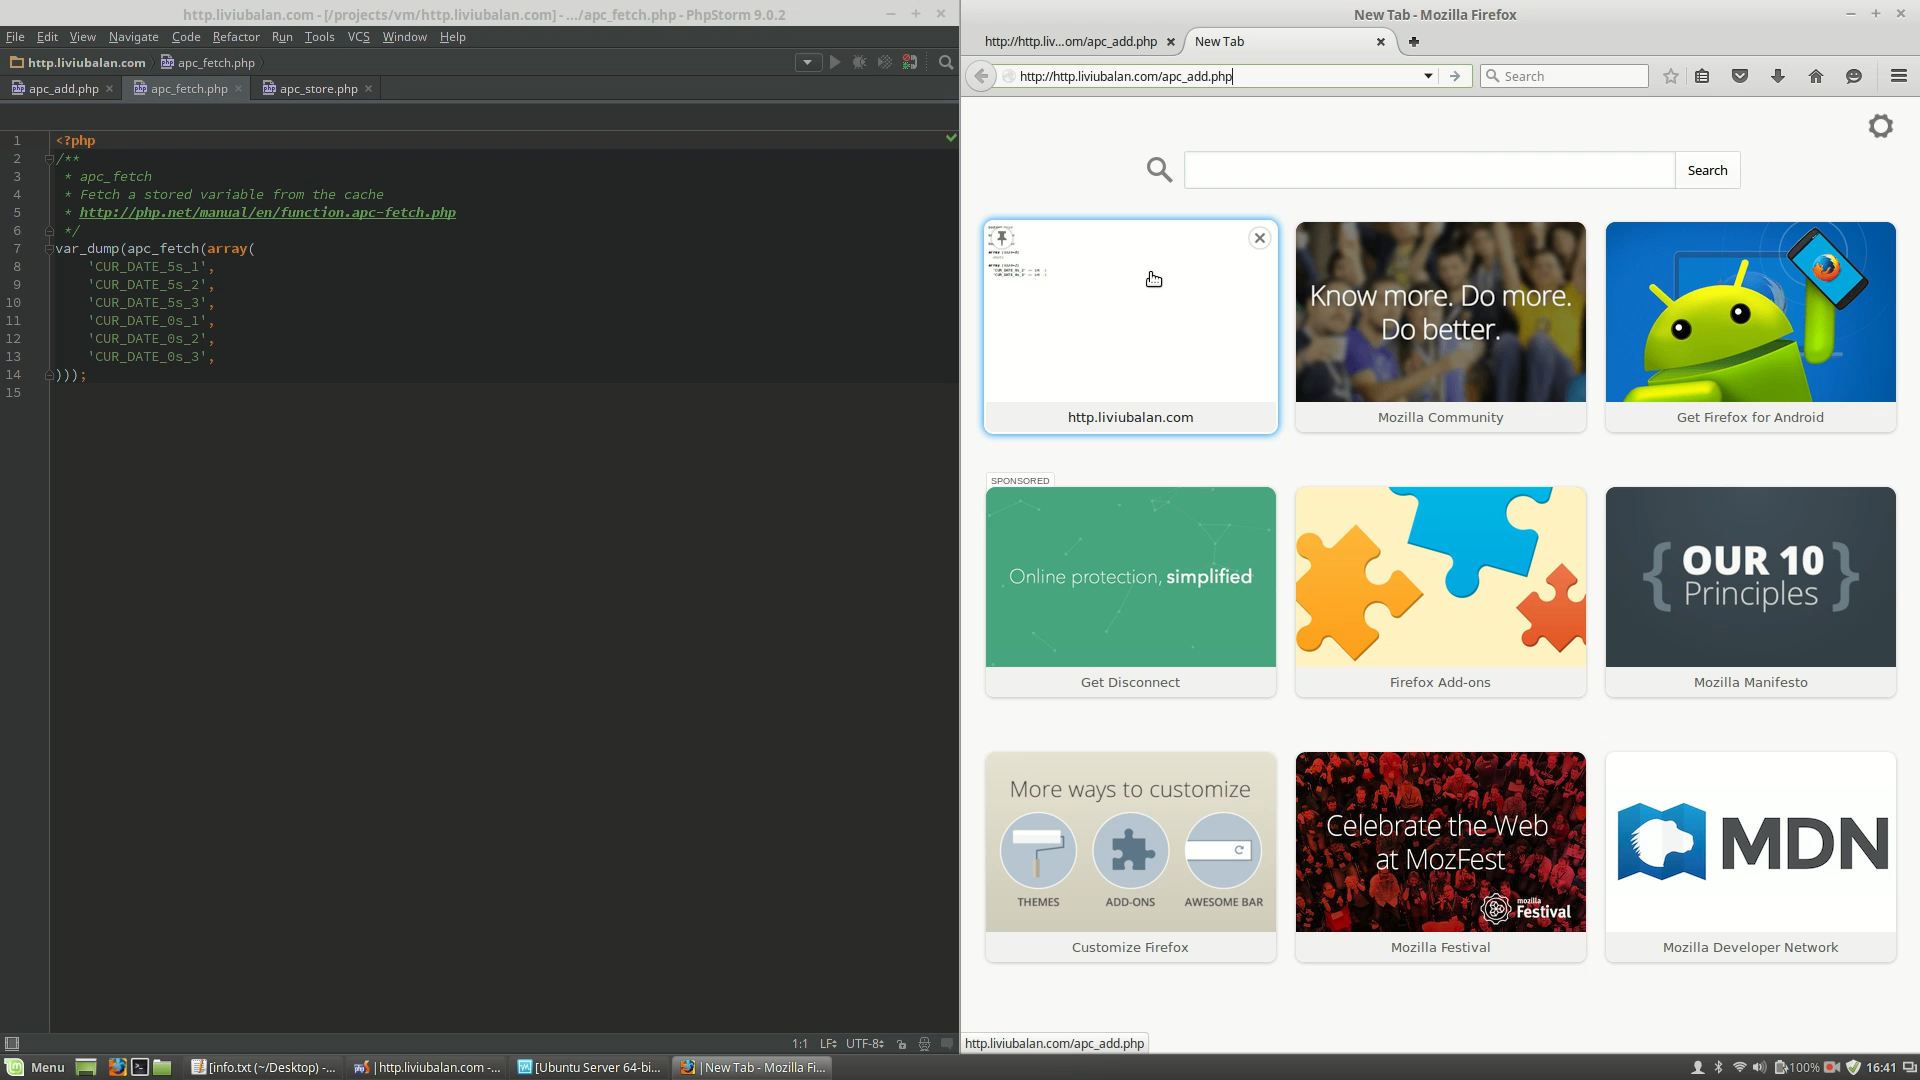 http.liviubalan.com - [/projects/vm/http.liviubalan.com] - .../apc_fetch.php - PhpStorm 9.0.2
File Edit View Navigate Code Refactor Run Tools VCS Window Help
http.liviubalan.com apc_fetch.php
apc_add.php apc_fetch.php apc_store.php
1 <?php
2 /**
3 * apc_fetch
4 * Fetch a stored variable from the cache
5 * http://php.net/manual/en/function.apc-fetch.php
6 */
7 var_dump(apc_fetch(array(
8 'CUR_DATE_5s_1',
9 'CUR_DATE_5s_2',
10 'CUR_DATE_5s_3',
11 'CUR_DATE_0s_1',
12 'CUR_DATE_0s_2',
13 'CUR_DATE_0s_3',
14 )));
15
1:1 LF UTF-8
New Tab - Mozilla Firefox
http://http.liv...om/apc_add.php New Tab
http://http.liviubalan.com/apc_add.php Search
Search
http.liviubalan.com
Know more. Do more.
Do better.
Mozilla Community
Get Firefox for Android
SPONSORED
Online protection, simplified
Get Disconnect
Firefox Add-ons
{ OUR 10 }
Principles
Mozilla Manifesto
More ways to customize
THEMES ADD-ONS AWESOME BAR
Customize Firefox
Celebrate the Web
at MozFest
mozilla
Festival
Mozilla Festival
MDN
Mozilla Developer Network
http.liviubalan.com/apc_add.php
Menu [info.txt (~/Desktop) -... http.liviubalan.com -... [Ubuntu Server 64-bi... New Tab - Mozilla Fi... 100% 16:41